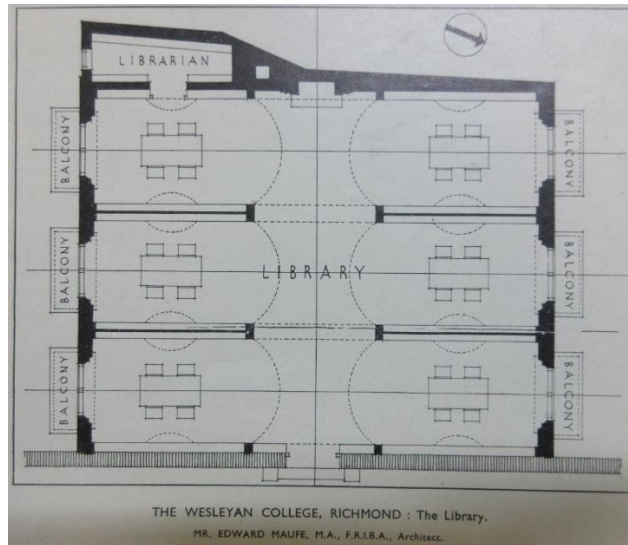 LIBRARIAN
BALCONY
BALCONY
BALCONY
LIBRARY
BALCONY
BALCONY
BALCONY
THE WESLEYAN COLLEGE, RICHMOND : The Library.
MR. EDWARD MAUFE, M.A., F.R.I.B.A., Architect.